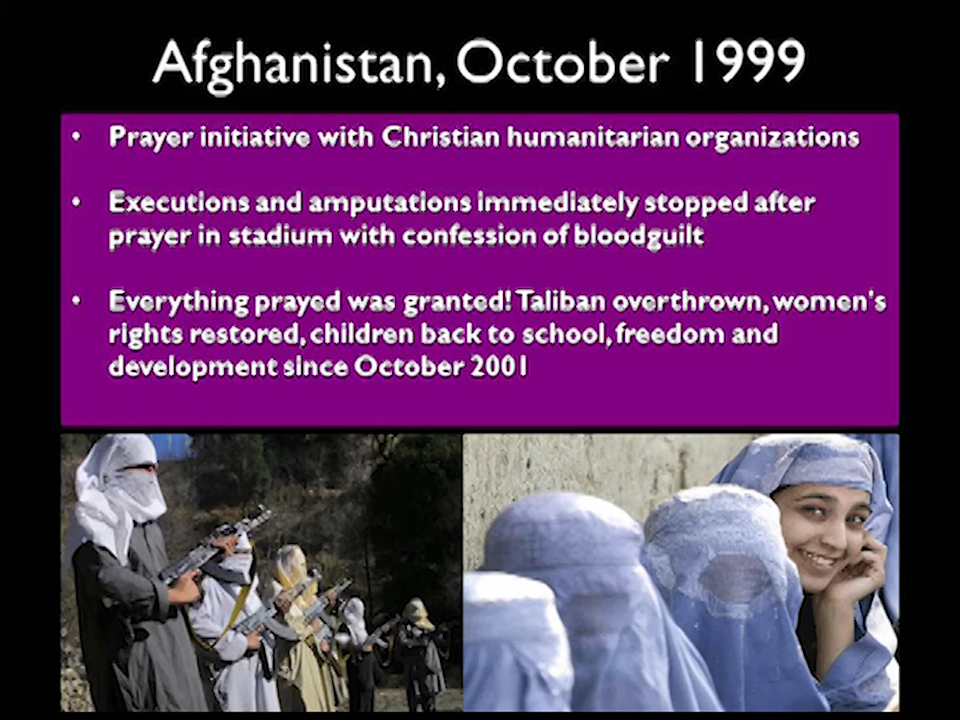 Afghanistan, October 1999
• Prayer initiative with Christian humanitarian organizations
• Executions and amputations immediately stopped after
prayer in stadium with confession of bloodguilt
• Everything prayed was granted! Taliban overthrown, women's
rights restored, children back to school, freedom and
development since October 2001